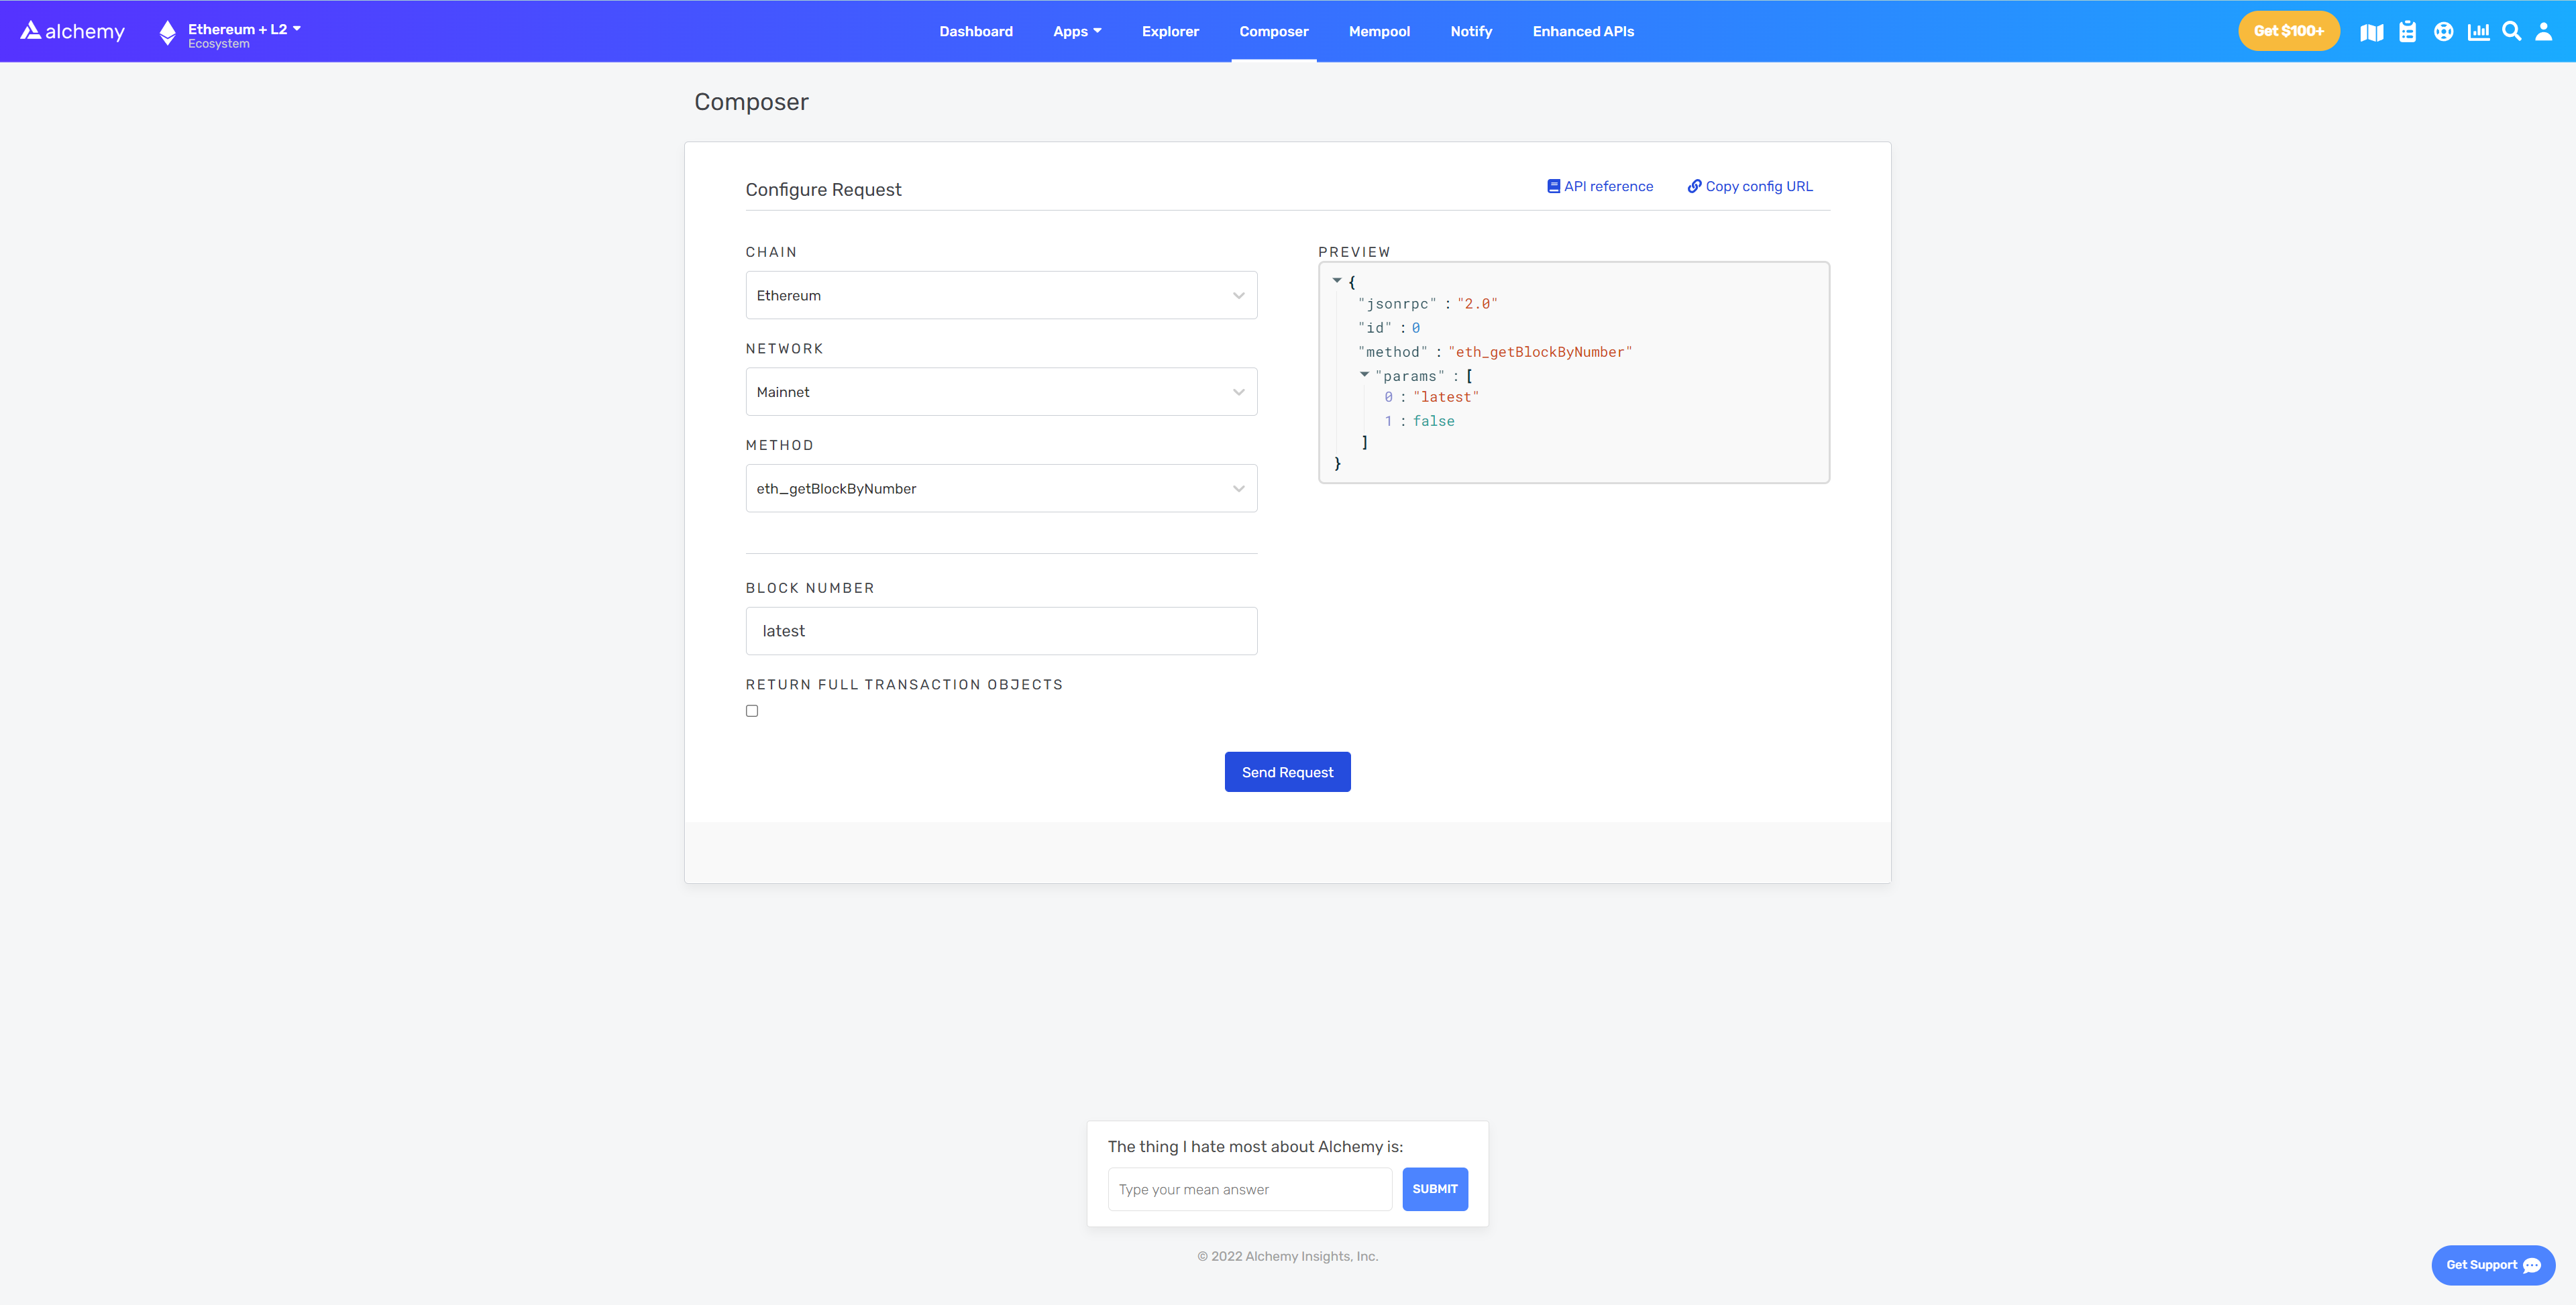 alchemy
Ethereum + L2
Ecosystem
Dashboard
Apps
Explorer
Composer
Mempool
Notify
Enhanced APIs
Get $100+
Composer
Configure Request
API reference
Copy config URL
CHAIN
Ethereum
NETWORK
Mainnet
METHOD
eth_getBlockByNumber
BLOCK NUMBER
latest
RETURN FULL TRANSACTION OBJECTS
PREVIEW
{
"jsonrpc" : "2.0"
"id" : 0
"method" : "eth_getBlockByNumber"
"params" : [
0 : "latest"
1 : false
]
}
Send Request
The thing I hate most about Alchemy is:
Type your mean answer
SUBMIT
© 2022 Alchemy Insights, Inc.
Get Support